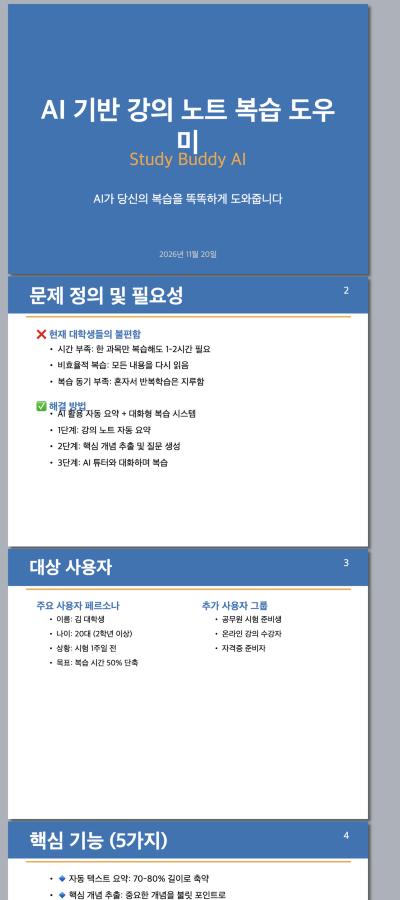 AI 기반 강의 노트 복습 도우
미
Study Buddy AI
AI가 당신의 복습을 똑똑하게 도와줍니다
2026년 11월 20일
문제 정의 및 필요성
2
❌ 현재 대학생들의 불편함
• 시간 부족: 한 과목만 복습해도 1-2시간 필요
• 비효율적 복습: 모든 내용을 다시 읽음
• 복습 동기 부족: 혼자서 반복학습은 지루함
✅ 해결 방법
• AI 활용 자동 요약 + 대화형 복습 시스템
• 1단계: 강의 노트 자동 요약
• 2단계: 핵심 개념 추출 및 질문 생성
• 3단계: AI 튜터와 대화하며 복습
대상 사용자
3
주요 사용자 페르소나
• 이름: 김 대학생
• 나이: 20대 (2학년 이상)
• 상황: 시험 1주일 전
• 목표: 복습 시간 50% 단축
추가 사용자 그룹
• 공무원 시험 준비생
• 온라인 강의 수강자
• 자격증 준비자
핵심 기능 (5가지)
4
• 🔹 자동 텍스트 요약: 70-80% 길이로 축약
• 🔹 핵심 개념 추출: 중요한 개념을 불릿 포인트로